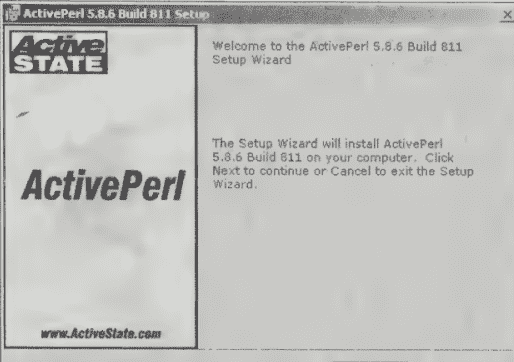 ActivePerl 5.8.6 Build 811 Setup
Active
STATE
Welcome to the ActivePerl 5.8.6 Build 811
Setup Wizard
The Setup Wizard will install ActivePerl
5.8.6 Build 811 on your computer. Click
Next to continue or Cancel to exit the Setup
Wizard.
ActivePerl
www.ActiveState.com